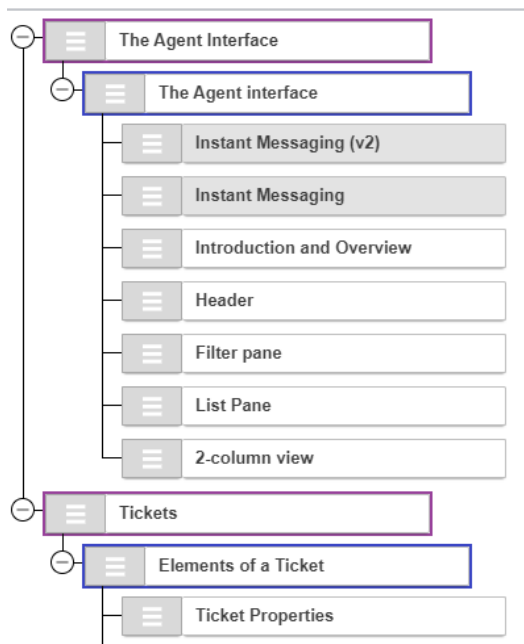 The Agent Interface
The Agent interface
Instant Messaging (v2)
Instant Messaging
Introduction and Overview
Header
Filter pane
List Pane
2-column view
Tickets
Elements of a Ticket
Ticket Properties